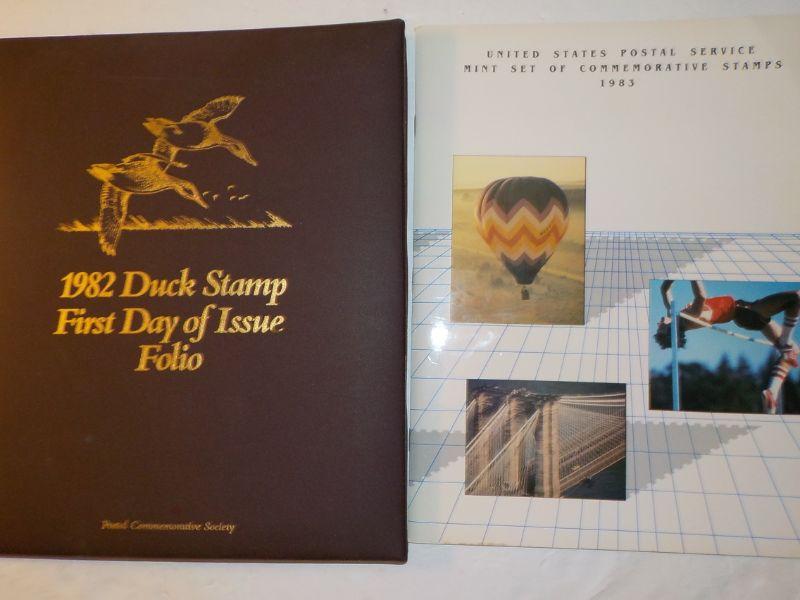 1982 Duck Stamp
First Day of Issue
Folio
Postal Commemorative Society
UNITED STATES POSTAL SERVICE
MINT SET OF COMMEMORATIVE STAMPS
1983